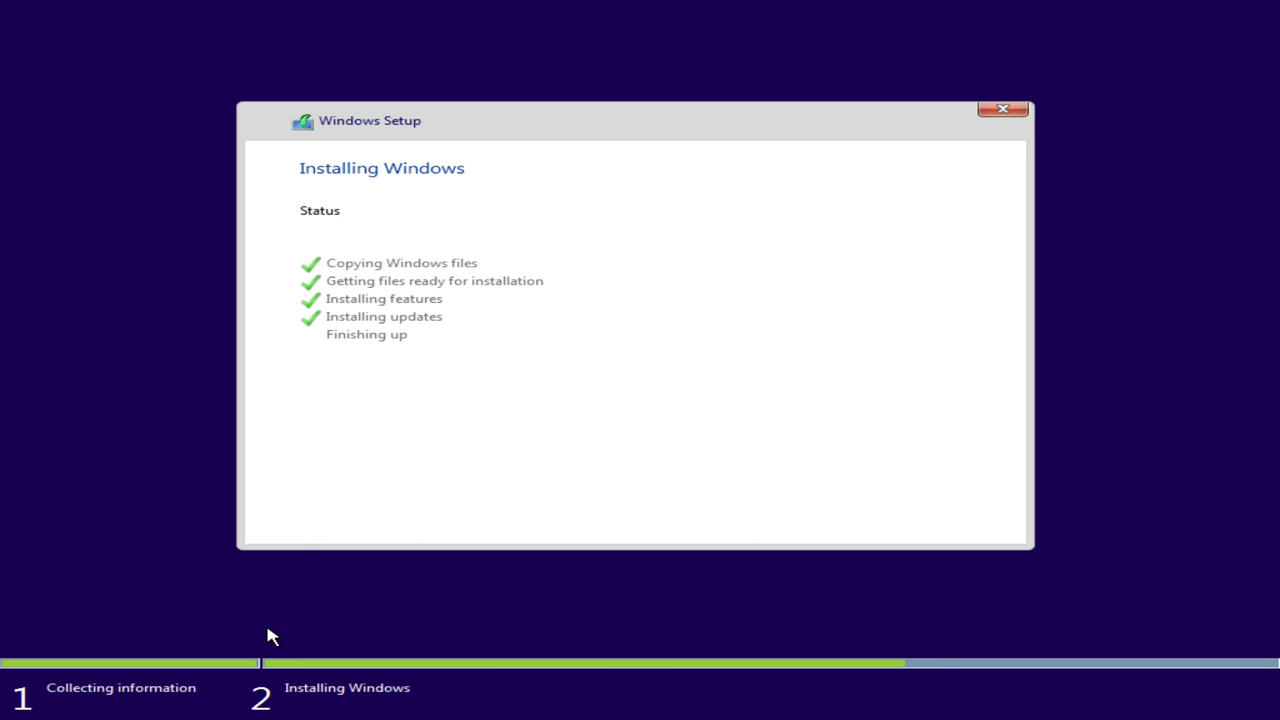 Windows Setup
Installing Windows
Status
Copying Windows files
Getting files ready for installation
Installing features
Installing updates
Finishing up
1 Collecting information
2 Installing Windows